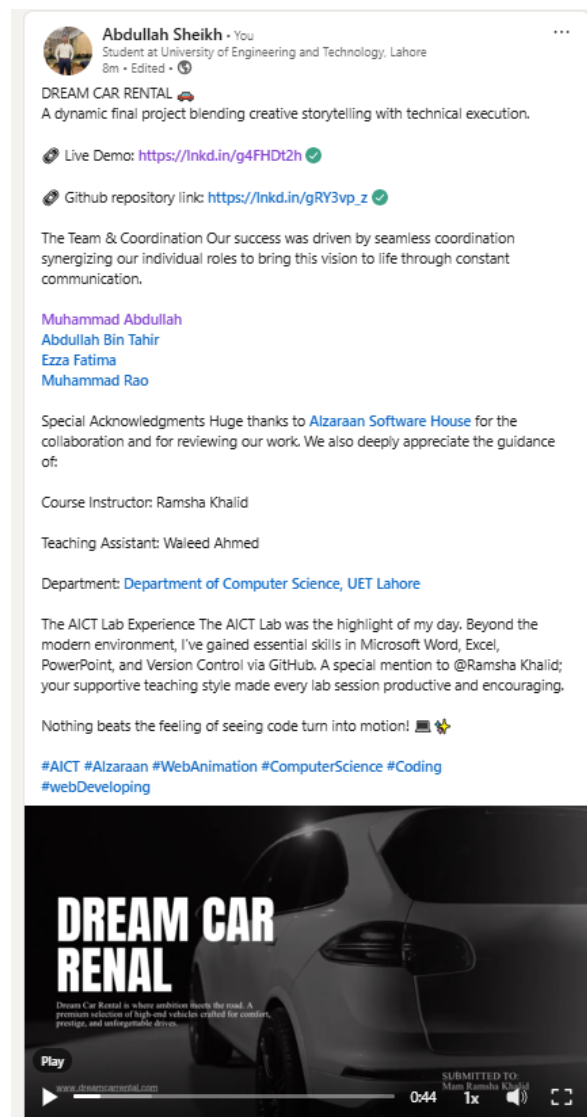 Abdullah Sheikh • You
Student at University of Engineering and Technology, Lahore
8m • Edited •
DREAM CAR RENTAL 🚗
A dynamic final project blending creative storytelling with technical execution.
🔗 Live Demo: https://lnkd.in/g4FHDt2h ✅
🔗 Github repository link: https://lnkd.in/gRY3vp_z ✅
The Team & Coordination Our success was driven by seamless coordination
synergizing our individual roles to bring this vision to life through constant
communication.
Muhammad Abdullah
Abdullah Bin Tahir
Ezza Fatima
Muhammad Rao
Special Acknowledgments Huge thanks to Alzaraan Software House for the
collaboration and for reviewing our work. We also deeply appreciate the guidance
of:
Course Instructor: Ramsha Khalid
Teaching Assistant: Waleed Ahmed
Department: Department of Computer Science, UET Lahore
The AICT Lab Experience The AICT Lab was the highlight of my day. Beyond the
modern environment, I've gained essential skills in Microsoft Word, Excel,
PowerPoint, and Version Control via GitHub. A special mention to @Ramsha Khalid;
your supportive teaching style made every lab session productive and encouraging.
Nothing beats the feeling of seeing code turn into motion! 💻 ✨
#AICT #Alzaraan #WebAnimation #ComputerScience #Coding
#webDeveloping
DREAM CAR
RENAL
Dream Car Rental is where ambition meets the road. A
premium selection of high-end vehicles crafted for comfort,
prestige, and unforgettable drives.
Play
www.dreamcarrental.com
SUBMITTED TO:
Mam Ramsha Khalid
0:44 1x